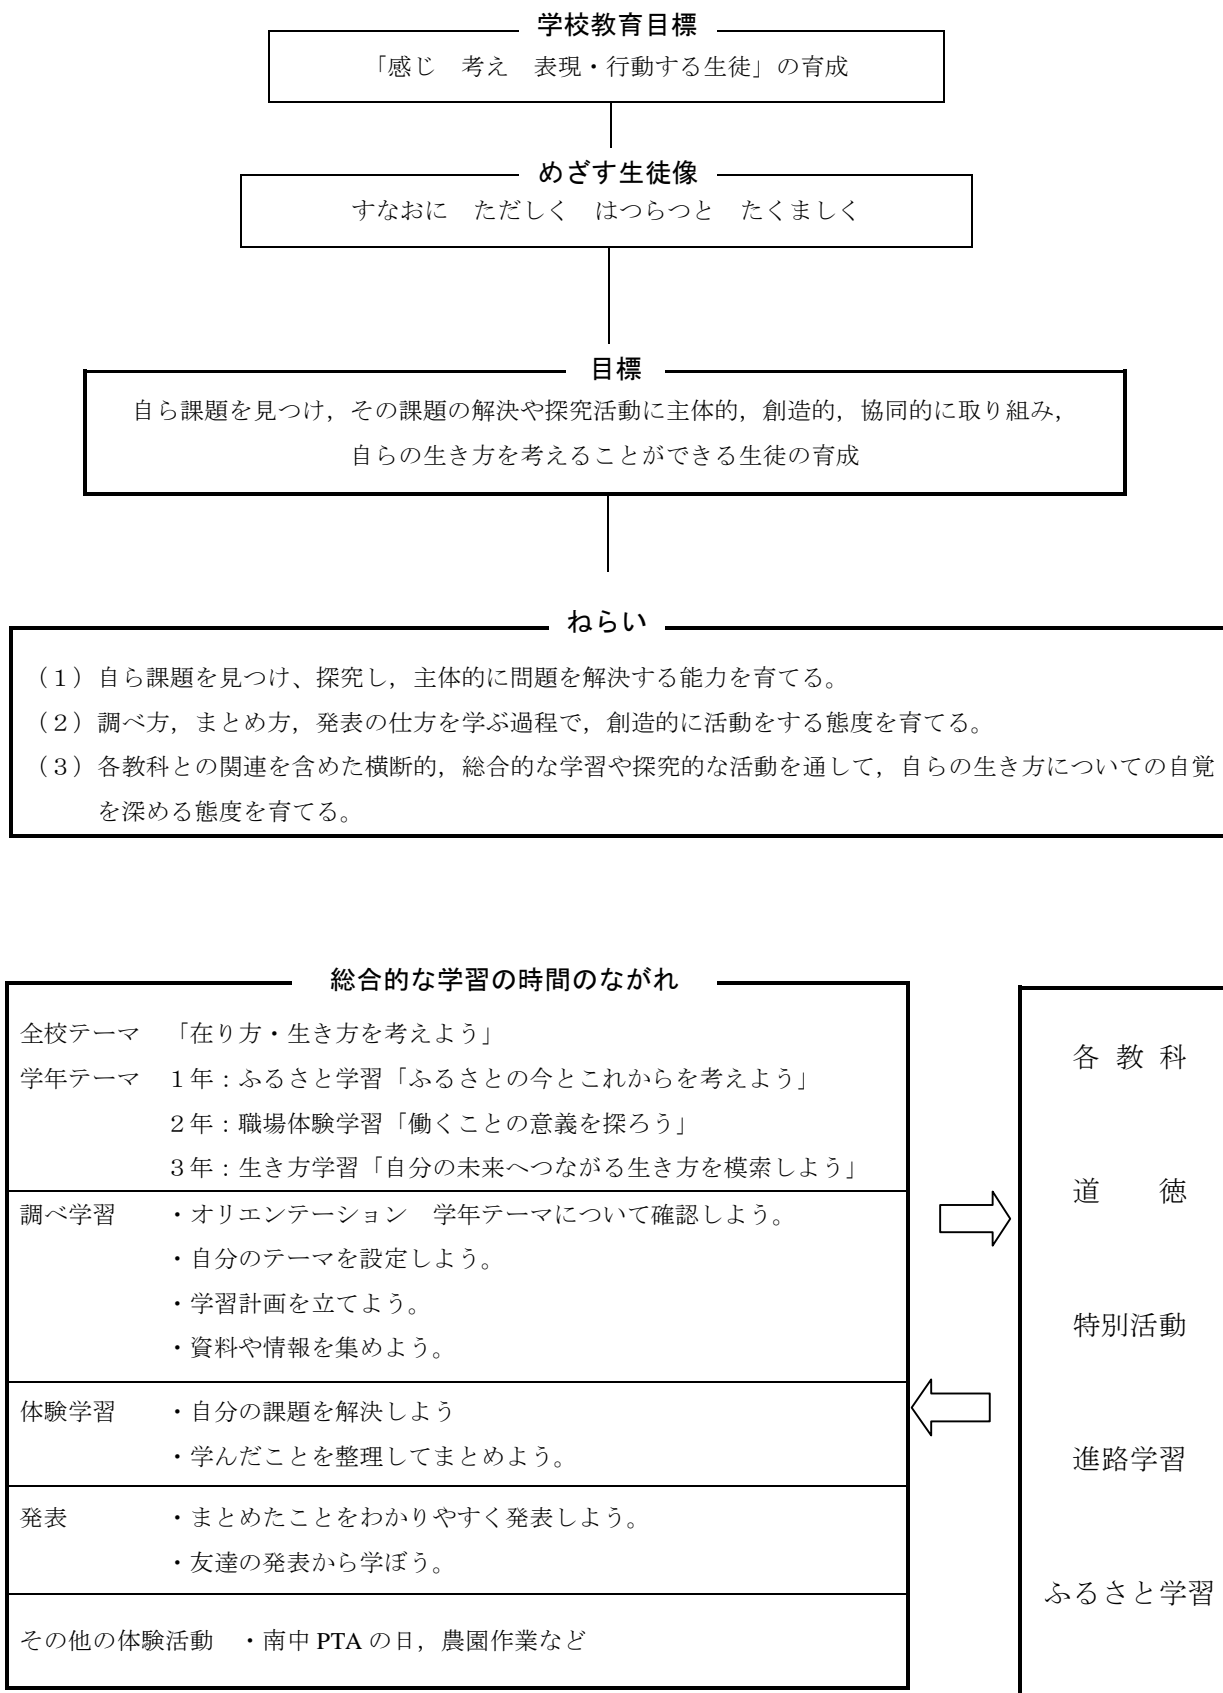 学校教育目標
「感じ　考え　表現・行動する生徒」の育成
めざす生徒像
すなおに　ただしく　はつらつと　たくましく
目標
自ら課題を見つけ，その課題の解決や探究活動に主体的，創造的，協同的に取り組み，
自らの生き方を考えることができる生徒の育成
ねらい
（１）自ら課題を見つけ、探究し，主体的に問題を解決する能力を育てる。
（２）調べ方，まとめ方，発表の仕方を学ぶ過程で，創造的に活動をする態度を育てる。
（３）各教科との関連を含めた横断的，総合的な学習や探究的な活動を通して，自らの生き方についての自覚
を深める態度を育てる。
総合的な学習の時間のながれ
全校テーマ　「在り方・生き方を考えよう」
学年テーマ　１年：ふるさと学習「ふるさとの今とこれからを考えよう」
２年：職場体験学習「働くことの意義を探ろう」
３年：生き方学習「自分の未来へつながる生き方を模索しよう」
調べ学習　・オリエンテーション　学年テーマについて確認しよう。
・自分のテーマを設定しよう。
・学習計画を立てよう。
・資料や情報を集めよう。
体験学習　・自分の課題を解決しよう
・学んだことを整理してまとめよう。
発表　・まとめたことをわかりやすく発表しよう。
・友達の発表から学ぼう。
その他の体験活動　・南中 PTA の日，農園作業など
各 教 科
道　　徳
特別活動
進路学習
ふるさと学習